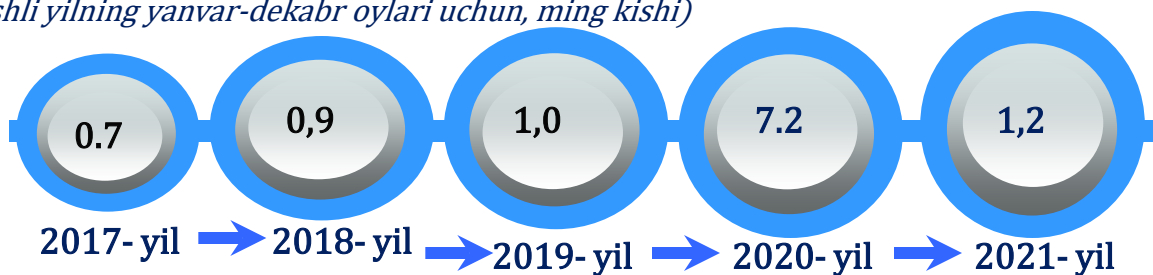 yilning yanvar-dekabr oylari uchun, ming kishi)
0.7 0,9 1,0 7.2 1,2
2017- yil 2018- yil 2019- yil 2020- yil 2021- yil